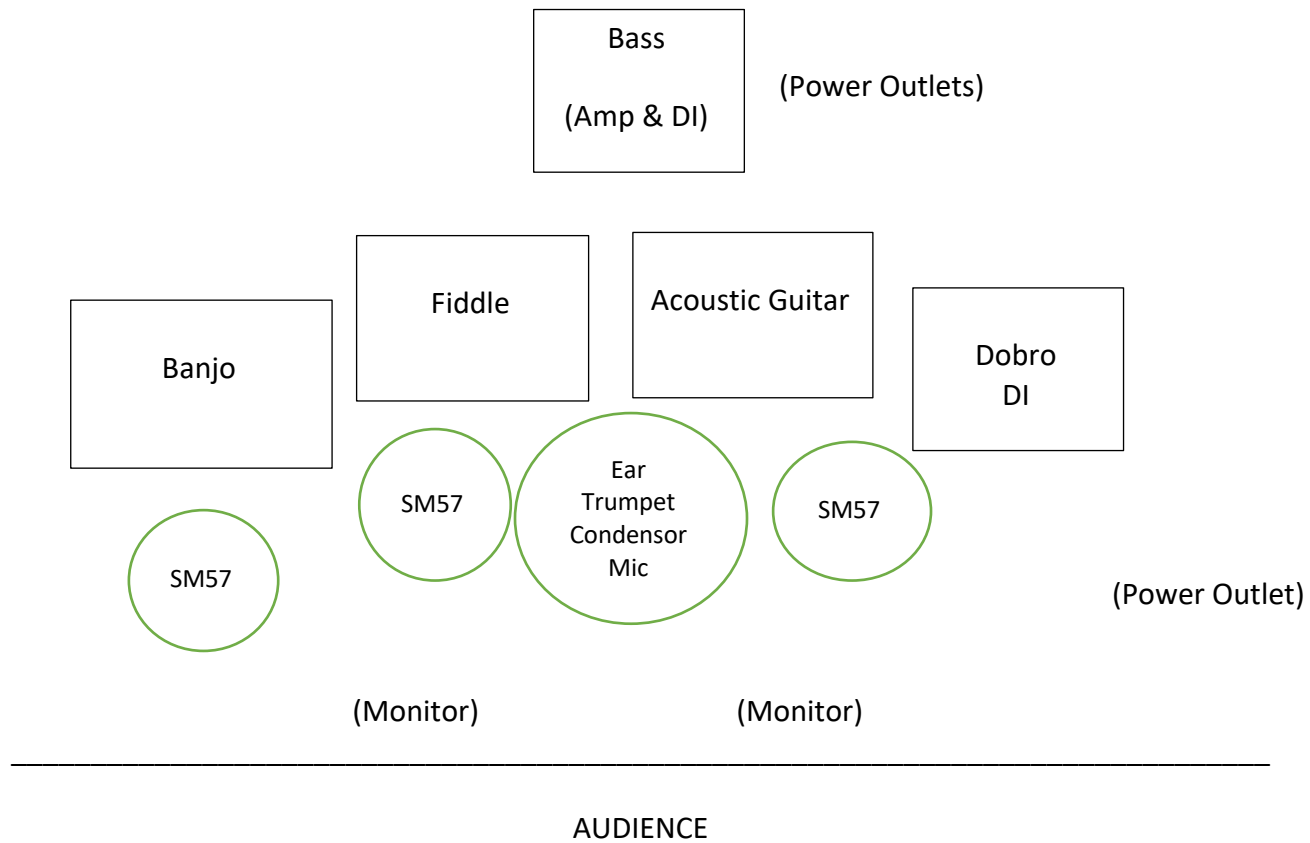 Bass
(Amp & DI)
(Power Outlets)
Fiddle
Acoustic Guitar
Banjo
Dobro
DI
SM57
Ear
Trumpet
Condensor
Mic
SM57
SM57
(Power Outlet)
(Monitor)
(Monitor)
AUDIENCE